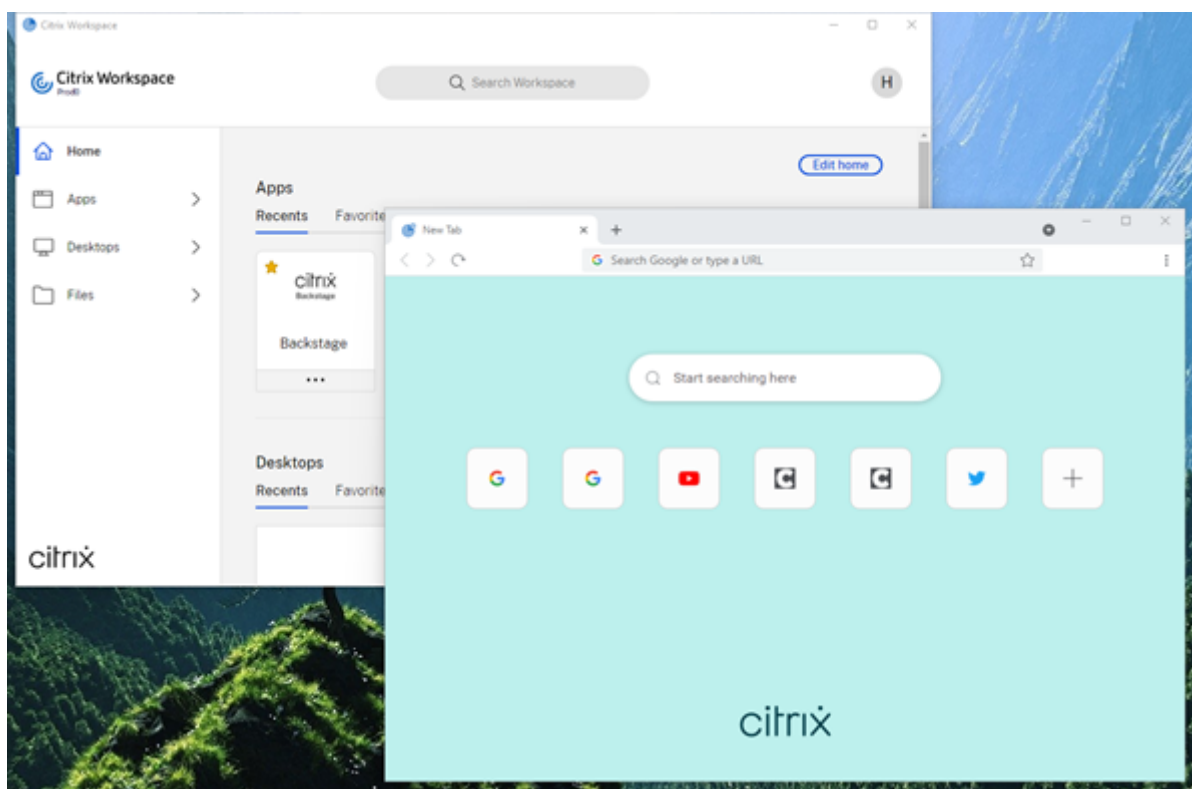 Citrix Workspace
Citrix Workspace
Search Workspace
H
Home
Edit home
Apps
Apps
Recents Favorite
Desktops
Files
citrix
Backstage
Backstage
Desktops
Recents Favorite
citrix
New Tab
Search Google or type a URL
Start searching here
citrix